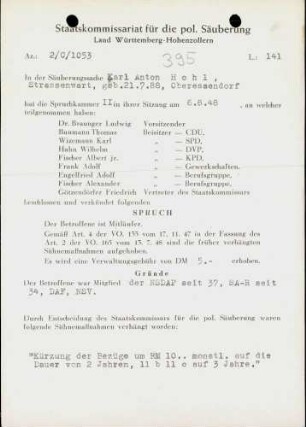 Staatskommissariat für die pol. Säuberung
Land Württemberg-Hohenzollern
Az.: 2/C/1053
395
L.: 141
In der Säuberungssache Karl Anton Hehl,
Strassenwart, geb.21.7.88, Oberessendorf
hat die Spruchkammer II in ihrer Sitzung am 6.8.48, an welcher
teilgenommen haben:
Dr. Braunger Ludwig Vorsitzender
Baumann Thomas Beisitzer — CDU,
Wizemann Karl " — SPD,
Hahn Wilhelm " — DVP,
Fischer Albert jr. " — KPD,
Frank Adolf " — Gewerkschaften,
Engelfried Adolf " — Berufsgruppe,
Fischer Alexander " — Berufsgruppe,
Götzendörfer Friedrich Vertreter des Staatskommissars
beschlossen und verkündet folgenden
SPRUCH
Der Betroffene ist Mitläufer.
Gemäß Art. 4 der VO. 133 vom 17. 11. 47 in der Fassung des
Art. 2 der VO. 165 vom 13. 7. 48 sind die früher verhängten
Sühnemaßnahmen aufgehoben.
Es wird eine Verwaltungsgebühr von DM 5.- erhoben.
Gründe
Der Betroffene war Mitglied der NSDAP seit 37, SA-R seit
34, DAF, NSV.
Durch Entscheidung des Staatskommissars für die pol. Säuberung waren
folgende Sühnemaßnahmen verhängt worden:
"Kürzung der Bezüge um RM 10.. monatl. auf die
Dauer von 2 Jahren, 11 b 11 c auf 3 Jahre."